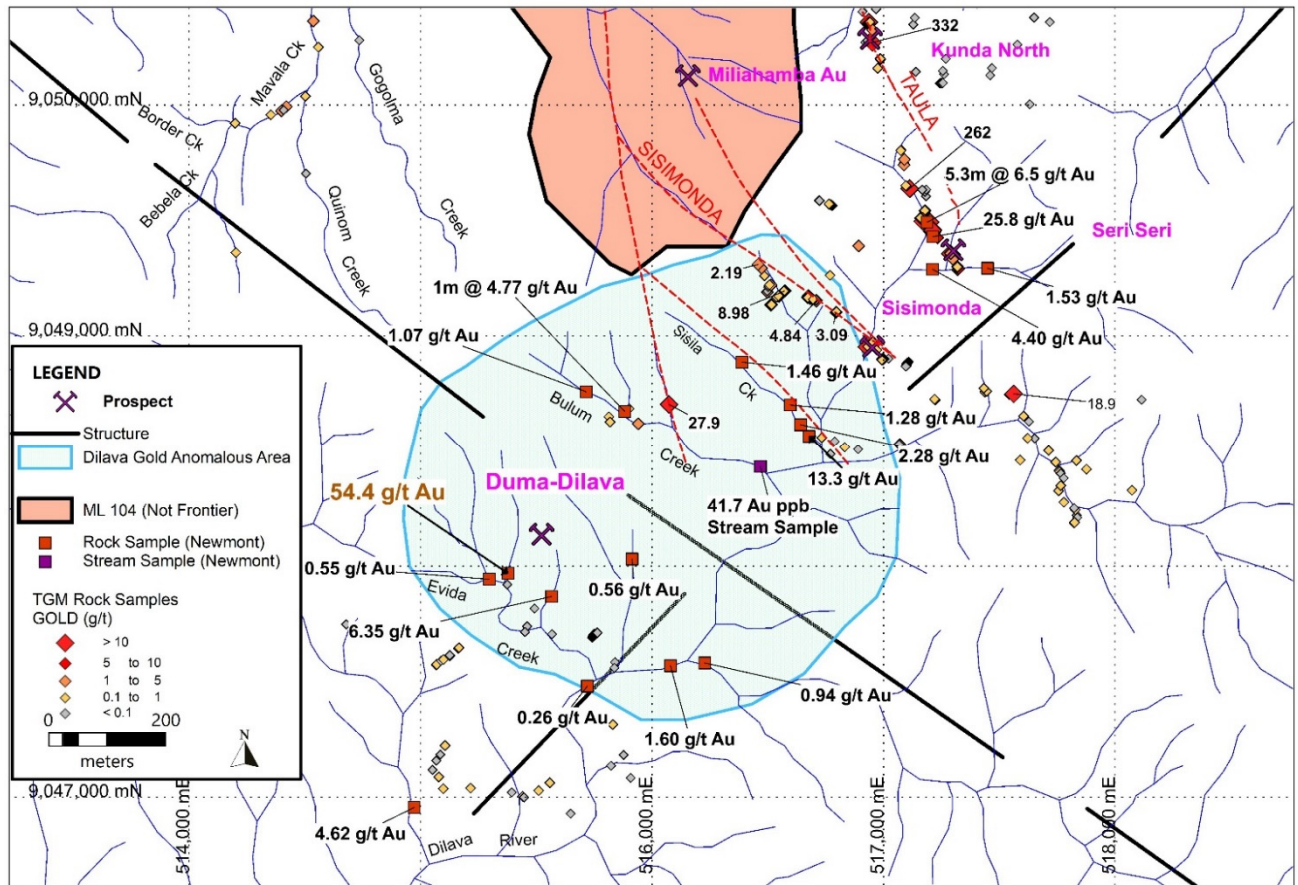 332
Kunda North
Miliahamba Au
Mavala Ck
Gogolma
Creek
9,050,000 mN
Border Ck
Bebela Ck
Quinom
Creek
TAULA
SISIMONDA
262
5.3m @ 6.5 g/t Au
25.8 g/t Au
Seri Seri
1.53 g/t Au
4.40 g/t Au
Sisimonda
2.19
8.98
4.84
3.09
1m @ 4.77 g/t Au
1.07 g/t Au
9,049,000 mN
Sisila
Ck
1.46 g/t Au
1.28 g/t Au
2.28 g/t Au
13.3 g/t Au
18.9
27.9
Bulum
Creek
41.7 Au ppb
Stream Sample
Duma-Dilava
54.4 g/t Au
0.55 g/t Au
Evida
Creek
0.56 g/t Au
6.35 g/t Au
0.94 g/t Au
0.26 g/t Au
1.60 g/t Au
9,047,000 mN
4.62 g/t Au
Dilava
River
514,000 mE
516,000 mE
517,000 mE
518,000 mE
LEGEND
Prospect
Structure
Dilava Gold Anomalous Area
ML 104 (Not Frontier)
Rock Sample (Newmont)
Stream Sample (Newmont)
TGM Rock Samples
GOLD (g/t)
> 10
5 to 10
1 to 5
0.1 to 1
< 0.1
0 200
meters
N